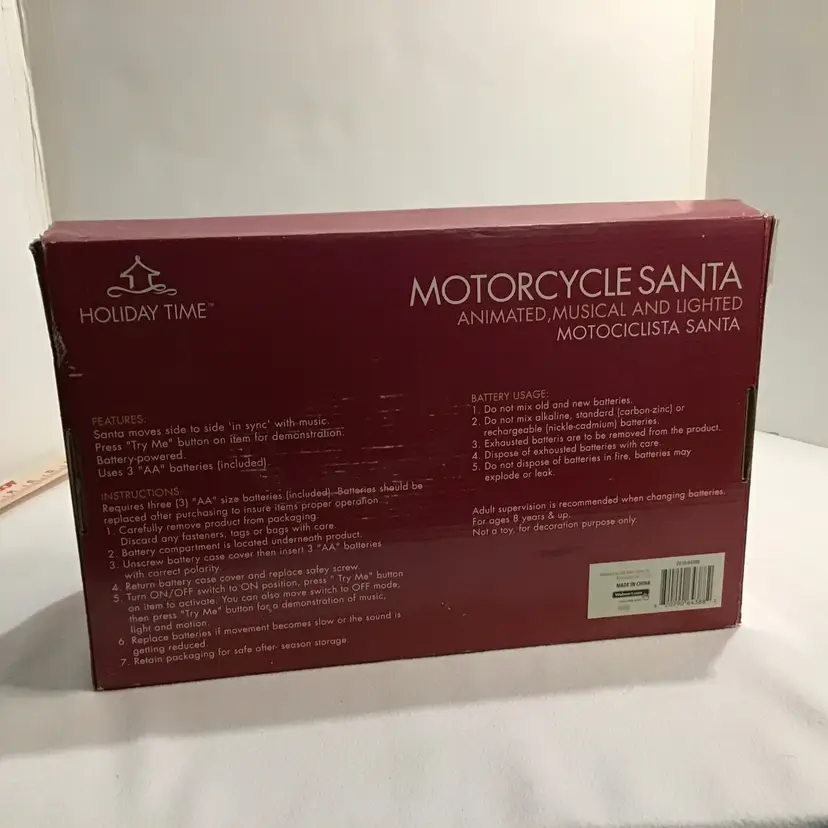 HOLIDAY TIME™
MOTORCYCLE SANTA
ANIMATED, MUSICAL AND LIGHTED
MOTOCICLISTA SANTA
FEATURES:
Santa moves side to side 'in sync' with music.
Press "Try Me" button on item for demonstration.
Battery-powered.
Uses 3 "AA" batteries (included).
INSTRUCTIONS
Requires three (3) "AA" size batteries (included). Batteries should be
replaced after purchasing to insure items proper operation.
1. Carefully remove product from packaging.
Discard any fasteners, tags or bags with care.
2. Battery compartment is located underneath product.
3. Unscrew battery case cover then insert 3 "AA" batteries
with correct polarity.
4. Return battery case cover and replace safey screw.
5. Turn ON/OFF switch to ON position, press " Try Me" button
on item to activate. You can also move switch to OFF mode,
then press "Try Me" button for a demonstration of music,
light and motion.
6. Replace batteries if movement becomes slow or the sound is
getting reduced.
7. Retain packaging for safe after- season storage.
BATTERY USAGE:
1. Do not mix old and new batteries.
2. Do not mix alkaline, standard (carbon-zinc) or
rechargeable (nickle-cadmium) batteries.
3. Exhausted batteris are to be removed from the product.
4. Dispose of exhousted batteries with care.
5. Do not dispose of batteries in fire, batteries may
explode or leak.
Adult supervision is recommended when changing batteries.
For ages 8 years & up.
Not a toy, for decoration purpose only.
MADE IN CHINA